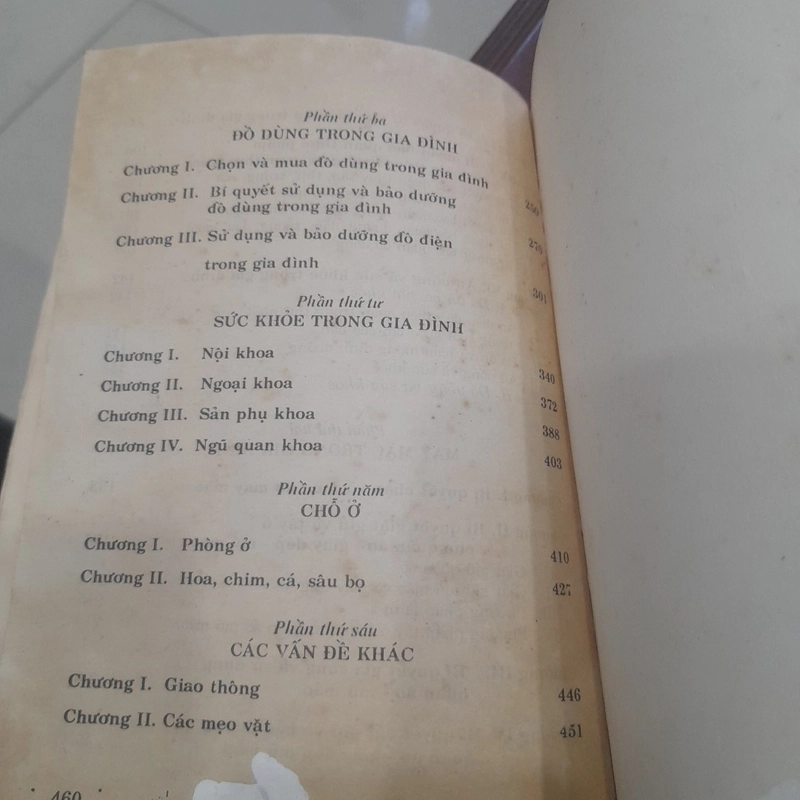 Phần thứ ba
ĐỒ DÙNG TRONG GIA ĐÌNH
Chương I. Chọn và mua đồ dùng trong gia đình
Chương II. Bí quyết sử dụng và bảo dưỡng
đồ dùng trong gia đình
Chương III. Sử dụng và bảo dưỡng đồ điện
trong gia đình 301
Phần thứ tư
SỨC KHỎE TRONG GIA ĐÌNH
Chương I. Nội khoa 340
Chương II. Ngoại khoa 372
Chương III. Sản phụ khoa 388
Chương IV. Ngũ quan khoa 403
Phần thứ năm
CHỖ Ở
Chương I. Phòng ở 410
Chương II. Hoa, chim, cá, sâu bọ 427
Phần thứ sáu
CÁC VẤN ĐỀ KHÁC
Chương I. Giao thông 446
Chương II. Các mẹo vặt 451
460